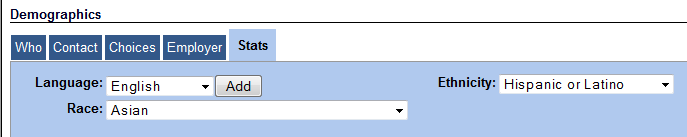 Demographics
Who Contact Choices Employer Stats
Language: English Add Ethnicity: Hispanic or Latino
Race: Asian